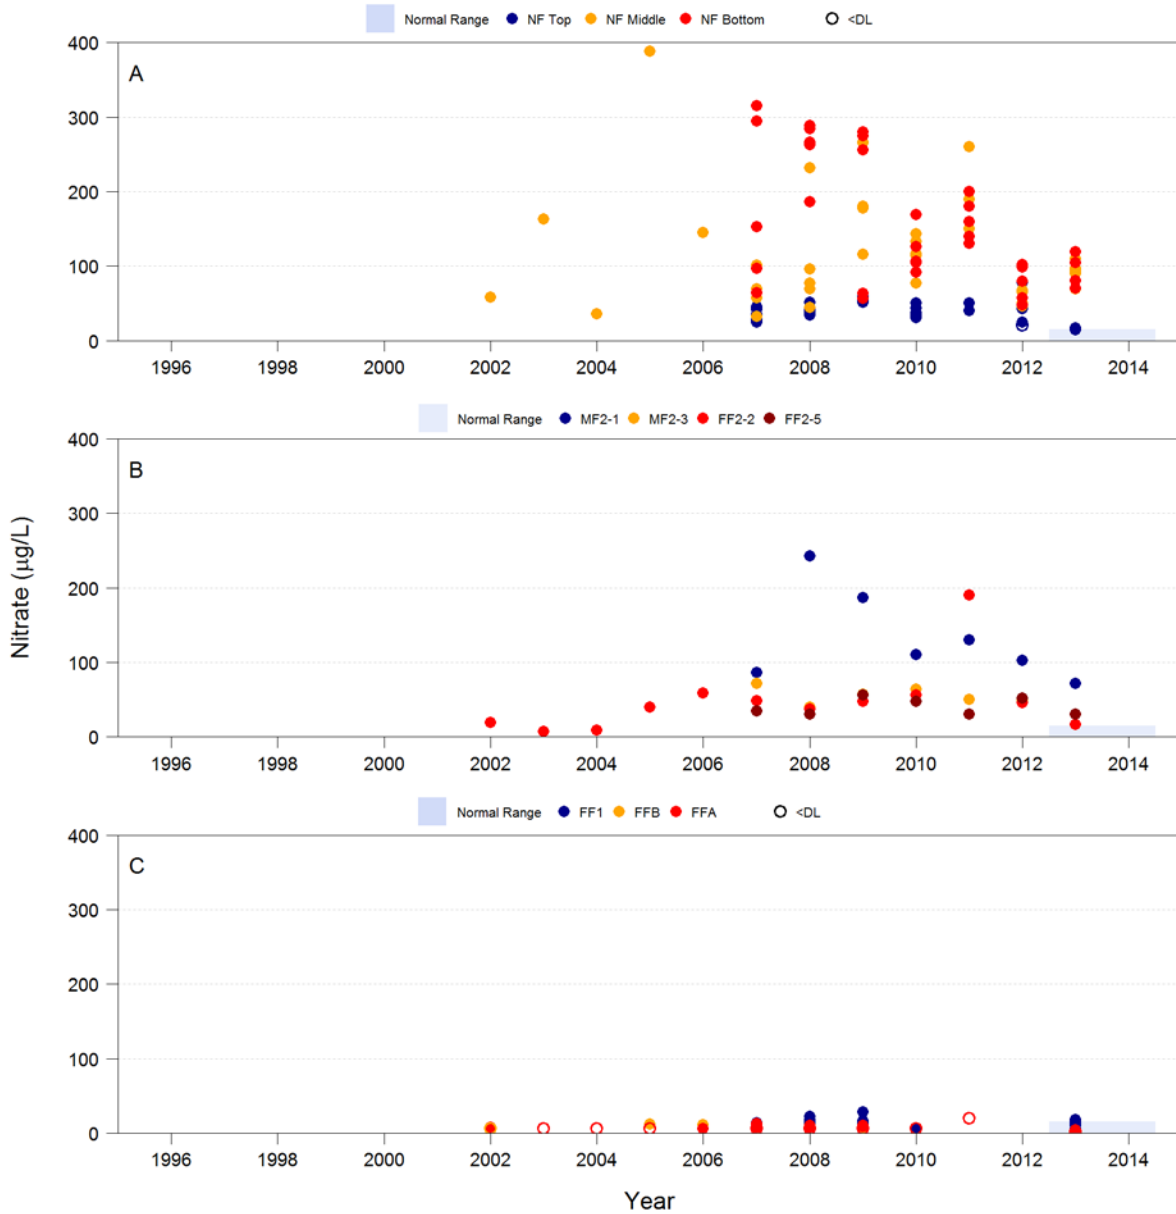 Normal Range NF Top NF Middle NF Bottom <DL
A
400
300
200
100
0
1996 1998 2000 2002 2004 2006 2008 2010 2012 2014
Normal Range MF2-1 MF2-3 FF2-2 FF2-5
B
400
300
200
100
0
1996 1998 2000 2002 2004 2006 2008 2010 2012 2014
Nitrate (µg/L)
Normal Range FF1 FFB FFA <DL
C
400
300
200
100
0
1996 1998 2000 2002 2004 2006 2008 2010 2012 2014
Year